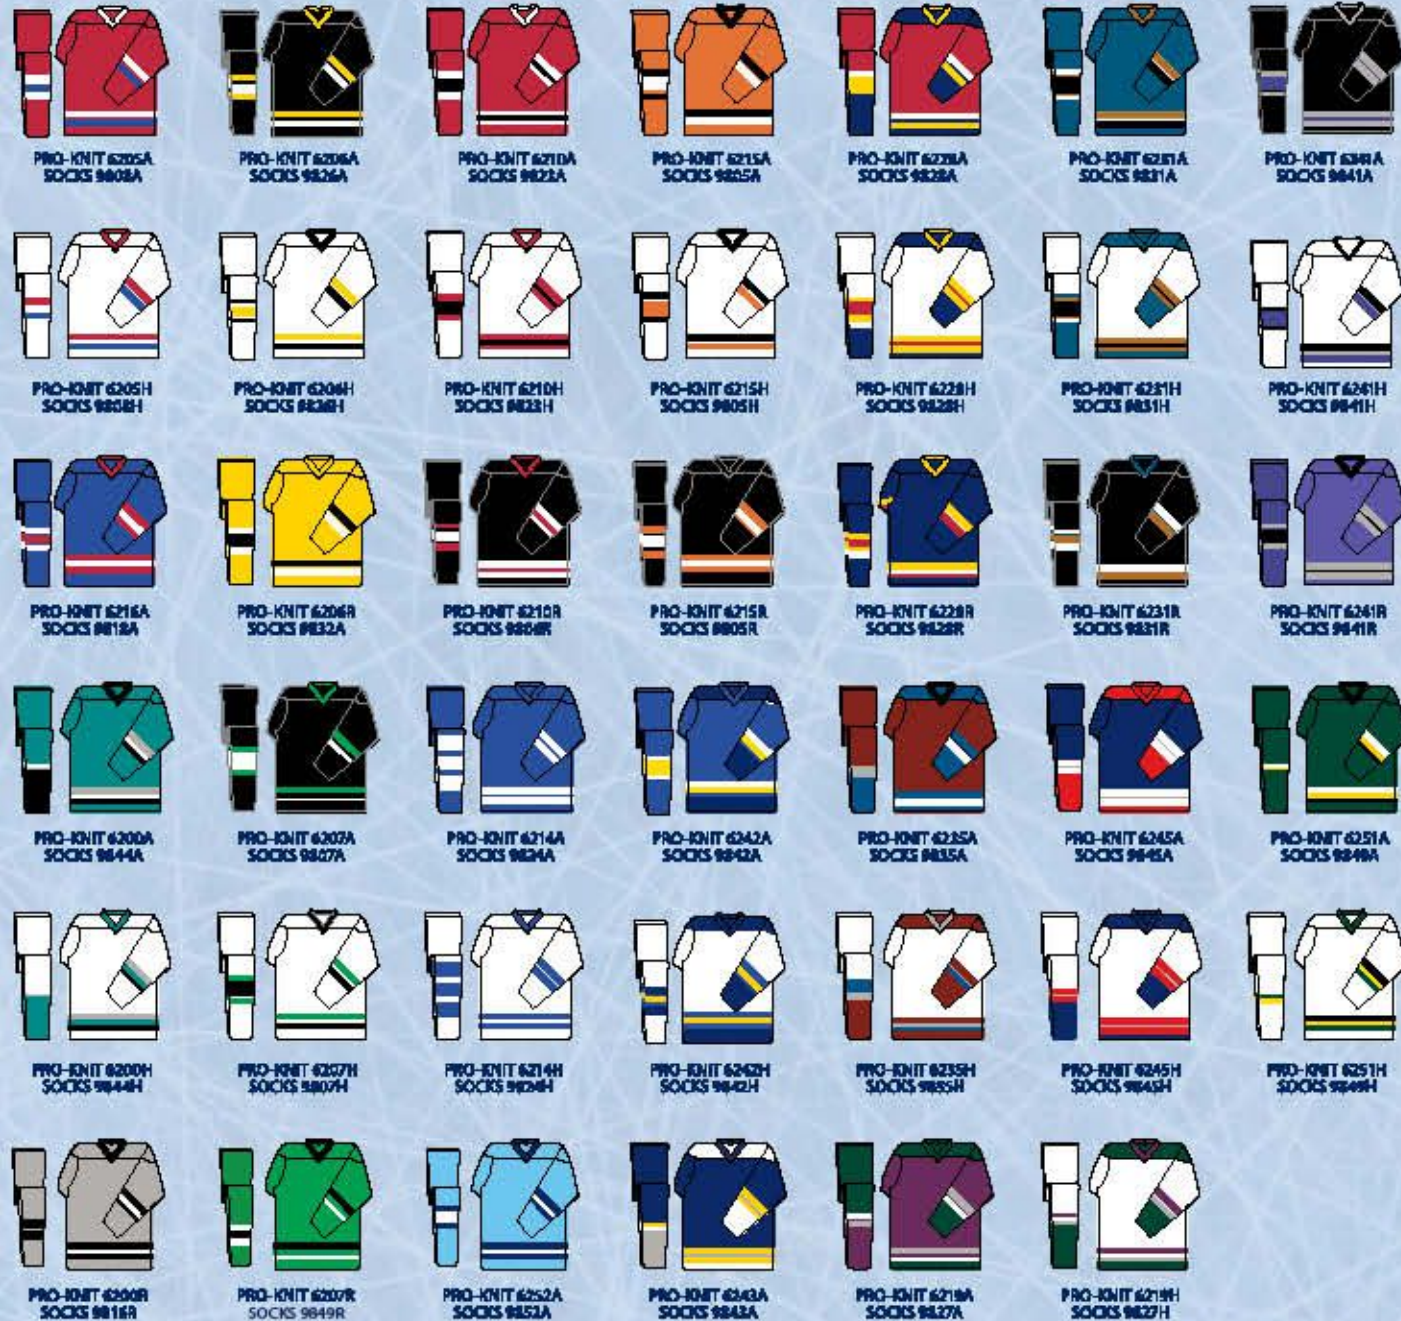 PRO-KNIT 6205A
SOCKS 9808A
PRO-KNIT 6206A
SOCKS 9826A
PRO-KNIT 6210A
SOCKS 9823A
PRO-KNIT 6215A
SOCKS 9805A
PRO-KNIT 6228A
SOCKS 9828A
PRO-KNIT 6231A
SOCKS 9831A
PRO-KNIT 6241A
SOCKS 9841A
PRO-KNIT 6205H
SOCKS 9808H
PRO-KNIT 6206H
SOCKS 9826H
PRO-KNIT 6210H
SOCKS 9823H
PRO-KNIT 6215H
SOCKS 9805H
PRO-KNIT 6228H
SOCKS 9828H
PRO-KNIT 6231H
SOCKS 9831H
PRO-KNIT 6241H
SOCKS 9841H
PRO-KNIT 6216A
SOCKS 9818A
PRO-KNIT 6206R
SOCKS 9832A
PRO-KNIT 6210R
SOCKS
PRO-KNIT 6215R
SOCKS 9805R
PRO-KNIT 6228R
SOCKS 9828R
PRO-KNIT 6231R
SOCKS 9831R
PRO-KNIT 6241R
SOCKS 9841R
PRO-KNIT 6200A
SOCKS 9844A
PRO-KNIT 6207A
SOCKS 9807A
PRO-KNIT 6214A
SOCKS 9824A
PRO-KNIT 6242A
SOCKS 9842A
PRO-KNIT 6235A
SOCKS 9835A
PRO-KNIT 6245A
SOCKS 9845A
PRO-KNIT 6251A
SOCKS 9849A
PRO-KNIT 6200H
SOCKS 9844H
PRO-KNIT 6207H
SOCKS 9807H
PRO-KNIT 6214H
SOCKS 9824H
PRO-KNIT 6242H
SOCKS 9842H
PRO-KNIT 6235H
SOCKS 9835H
PRO-KNIT 6245H
SOCKS 9845H
PRO-KNIT 6251H
SOCKS 9849H
PRO-KNIT 6200R
SOCKS 9816R
PRO-KNIT 6207R
SOCKS 9849R
PRO-KNIT 6252A
SOCKS 9852A
PRO-KNIT 6243A
SOCKS 9843A
PRO-KNIT 6219A
SOCKS 9827A
PRO-KNIT 6219H
SOCKS 9827H